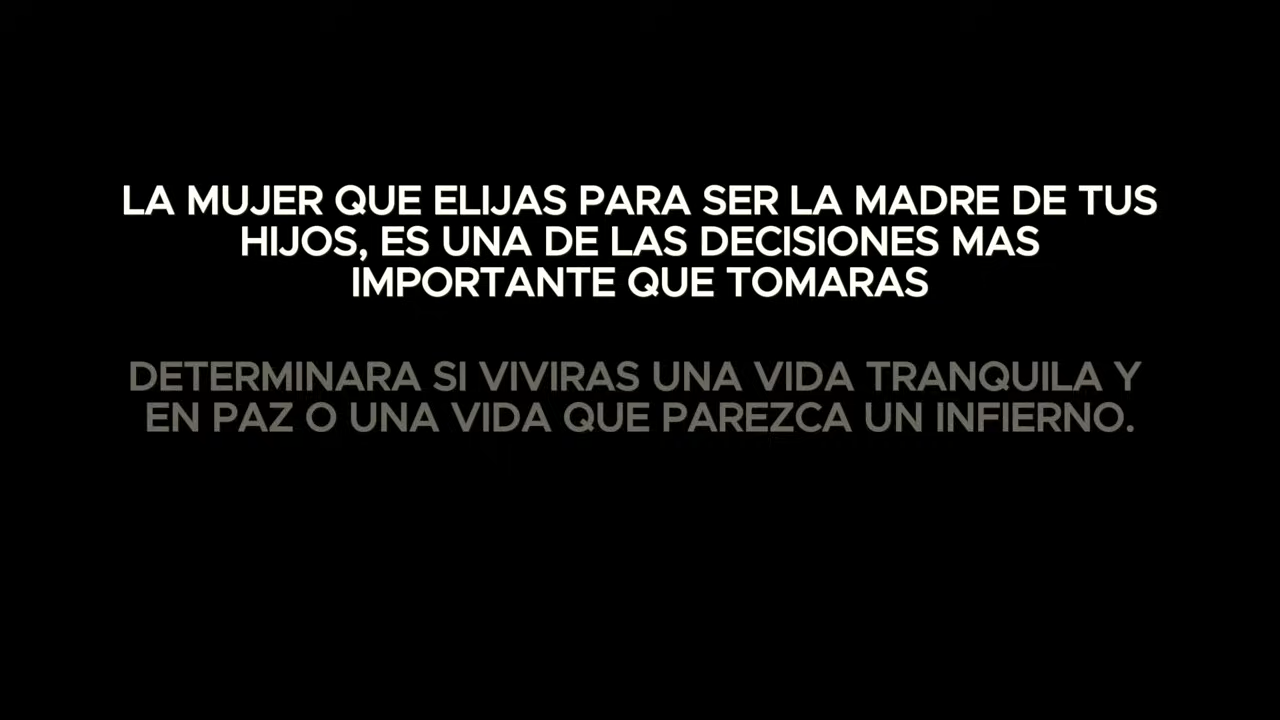 LA MUJER QUE ELIJAS PARA SER LA MADRE DE TUS
HIJOS, ES UNA DE LAS DECISIONES MAS
IMPORTANTE QUE TOMARAS
DETERMINARA SI VIVIRAS UNA VIDA TRANQUILA Y
EN PAZ O UNA VIDA QUE PAREZCA UN INFIERNO.